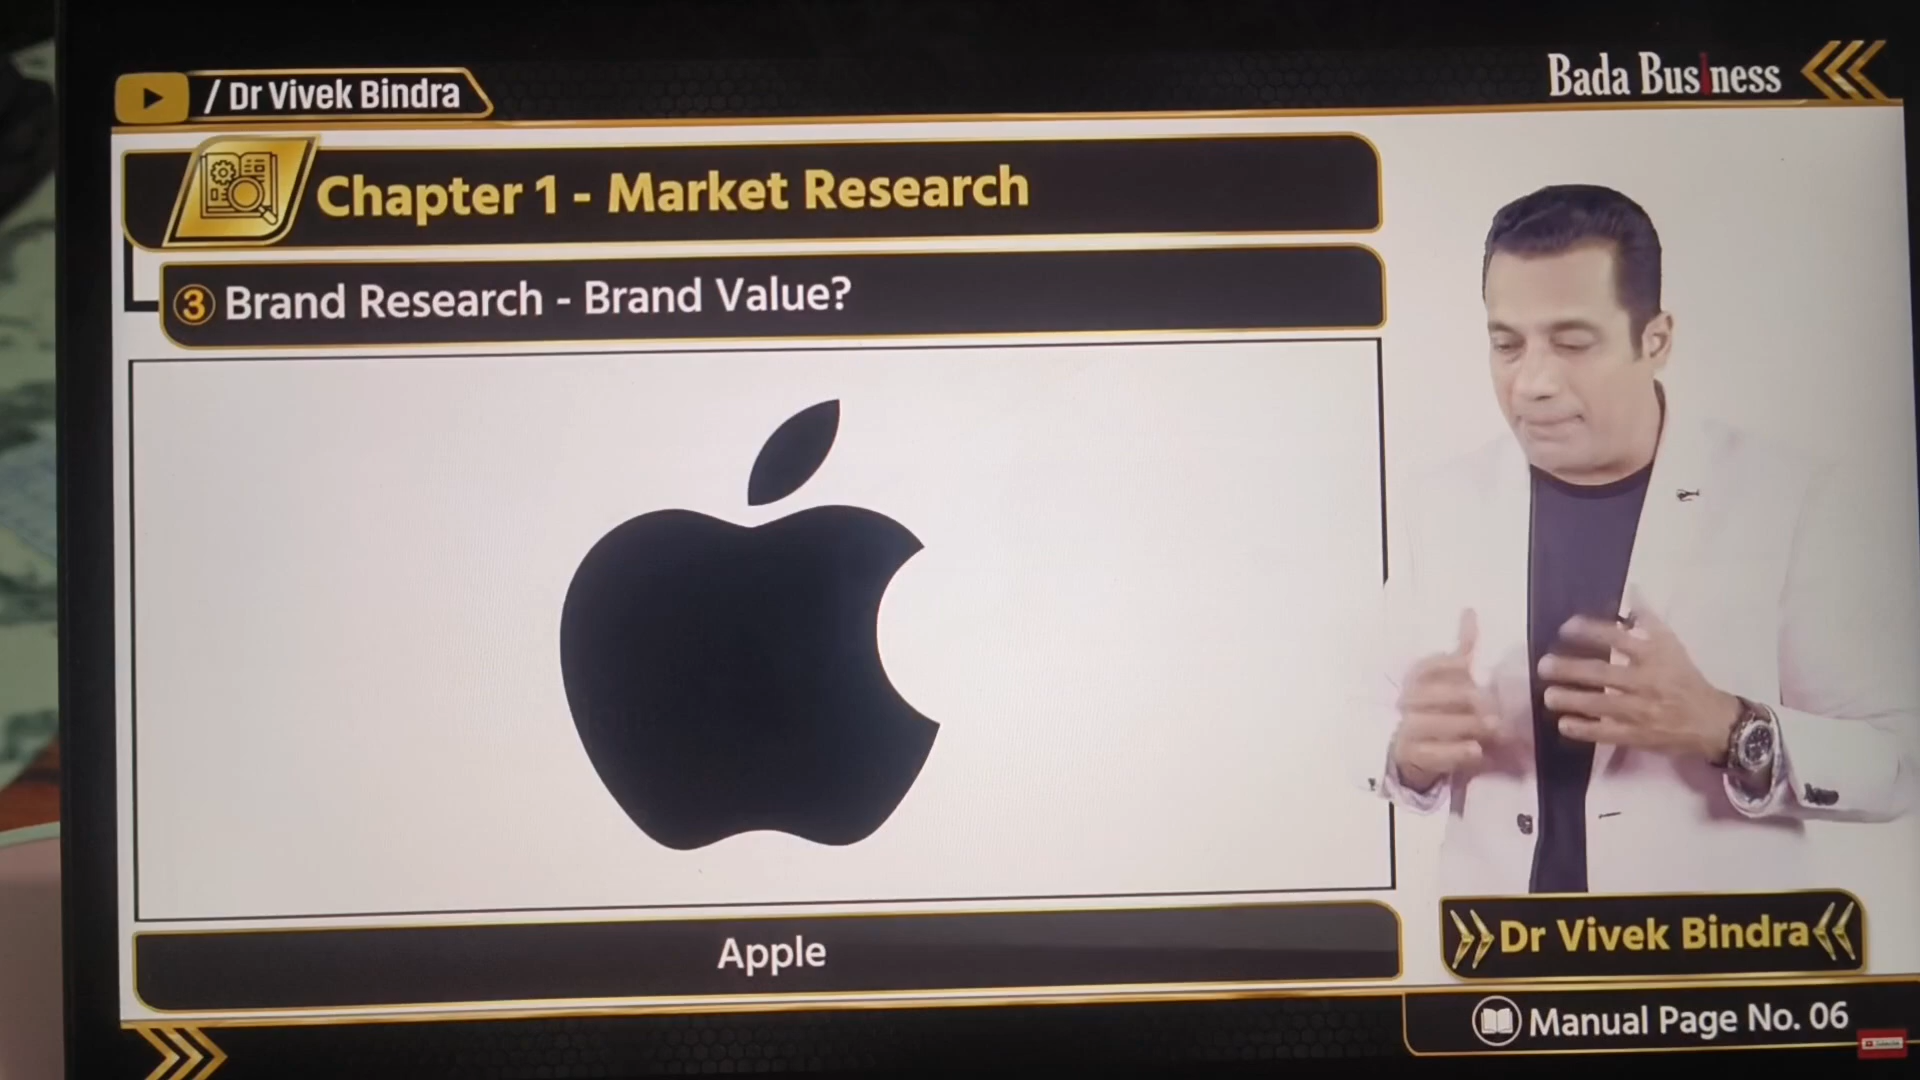 / Dr Vivek Bindra
Bada Business
Chapter 1 - Market Research
3 Brand Research - Brand Value?
Apple
Dr Vivek Bindra
Manual Page No. 06